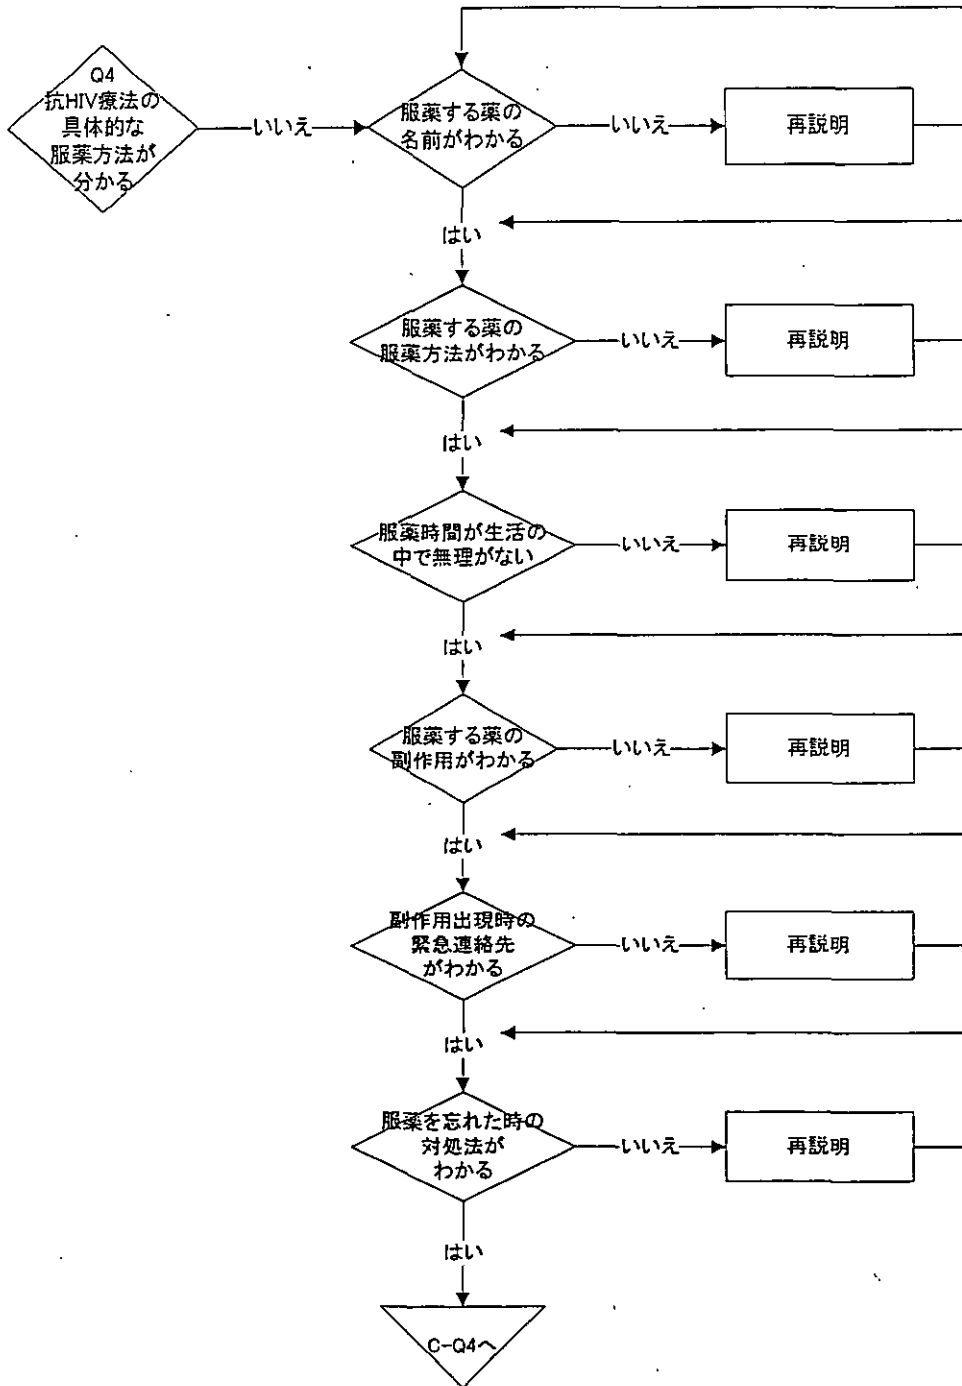 Q4
抗HIV療法の
具体的な
服薬方法が
分かる
いいえ
服薬する薬の
名前がわかる
いいえ
再説明
はい
服薬する薬の
服薬方法がわかる
いいえ
再説明
はい
服薬時間が生活の
中で無理がない
いいえ
再説明
はい
服薬する薬の
副作用がわかる
いいえ
再説明
はい
副作用出現時の
緊急連絡先
がわかる
いいえ
再説明
はい
服薬を忘れた時の
対処法が
わかる
いいえ
再説明
はい
C-Q4へ